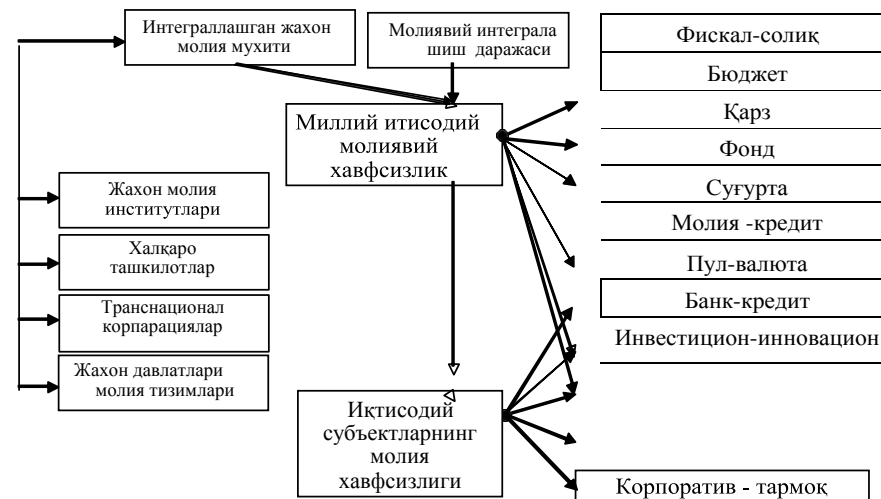 Интеграллашган жахон
молия мухити
Молиявий интеграла
шиш даражаси
Миллий итисодий
молиявий
хавфсизлик
Жахон молия
институтлари
Халқаро
ташкилотлар
Транснационал
корпарациялар
Жахон давлатлари
молия тизимлари
Иқтисодий
субъектларнинг
молия
хавфсизлиги
Фискал-солиқ
Бюджет
Қарз
Фонд
Суғурта
Молия -кредит
Пул-валюта
Банк-кредит
Инвестицион-инновацион
Корпоратив - тармоқ